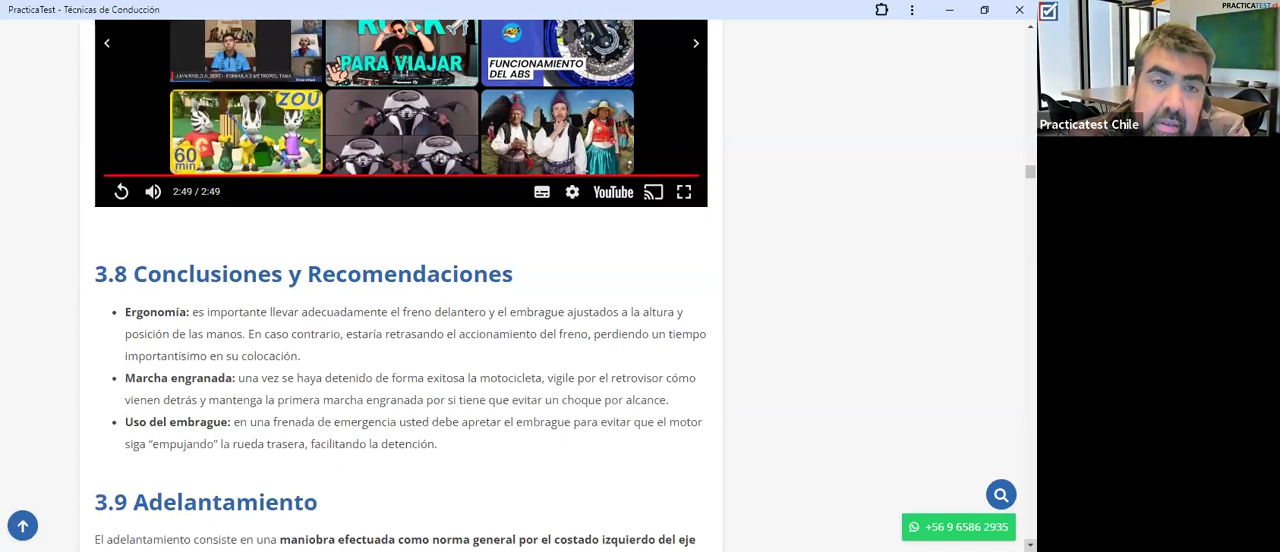 PracticaTest - Técnicas de Conducción
PRACTICATEST
ROCK
PARA VIAJAR
FUNCIONAMIENTO
DEL ABS
ZOU
60
min
2:49 / 2:49
YouTube
Practicatest Chile
3.8 Conclusiones y Recomendaciones
Ergonomía: es importante llevar adecuadamente el freno delantero y el embrague ajustados a la altura y
posición de las manos. En caso contrario, estaría retrasando el accionamiento del freno, perdiendo un tiempo
importantísimo en su colocación.
Marcha engranada: una vez se haya detenido de forma exitosa la motocicleta, vigile por el retrovisor cómo
vienen detrás y mantenga la primera marcha engranada por si tiene que evitar un choque por alcance.
Uso del embrague: en una frenada de emergencia usted debe apretar el embrague para evitar que el motor
siga “empujando” la rueda trasera, facilitando la detención.
3.9 Adelantamiento
El adelantamiento consiste en una maniobra efectuada como norma general por el costado izquierdo del eje
+56 9 6586 2935